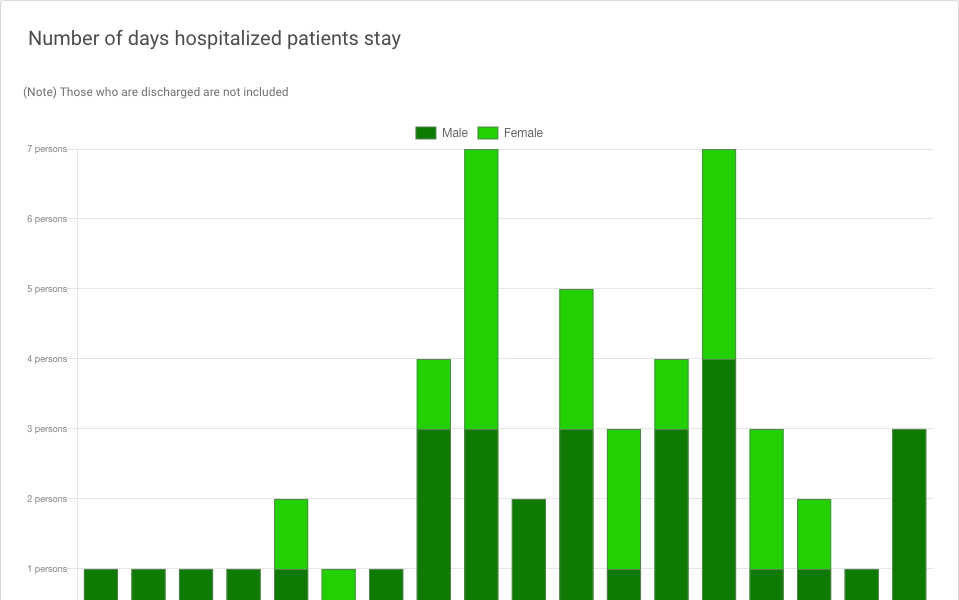 Number of days hospitalized patients stay
(Note) Those who are discharged are not included
Male Female
7 persons
6 persons
5 persons
4 persons
3 persons
2 persons
1 persons